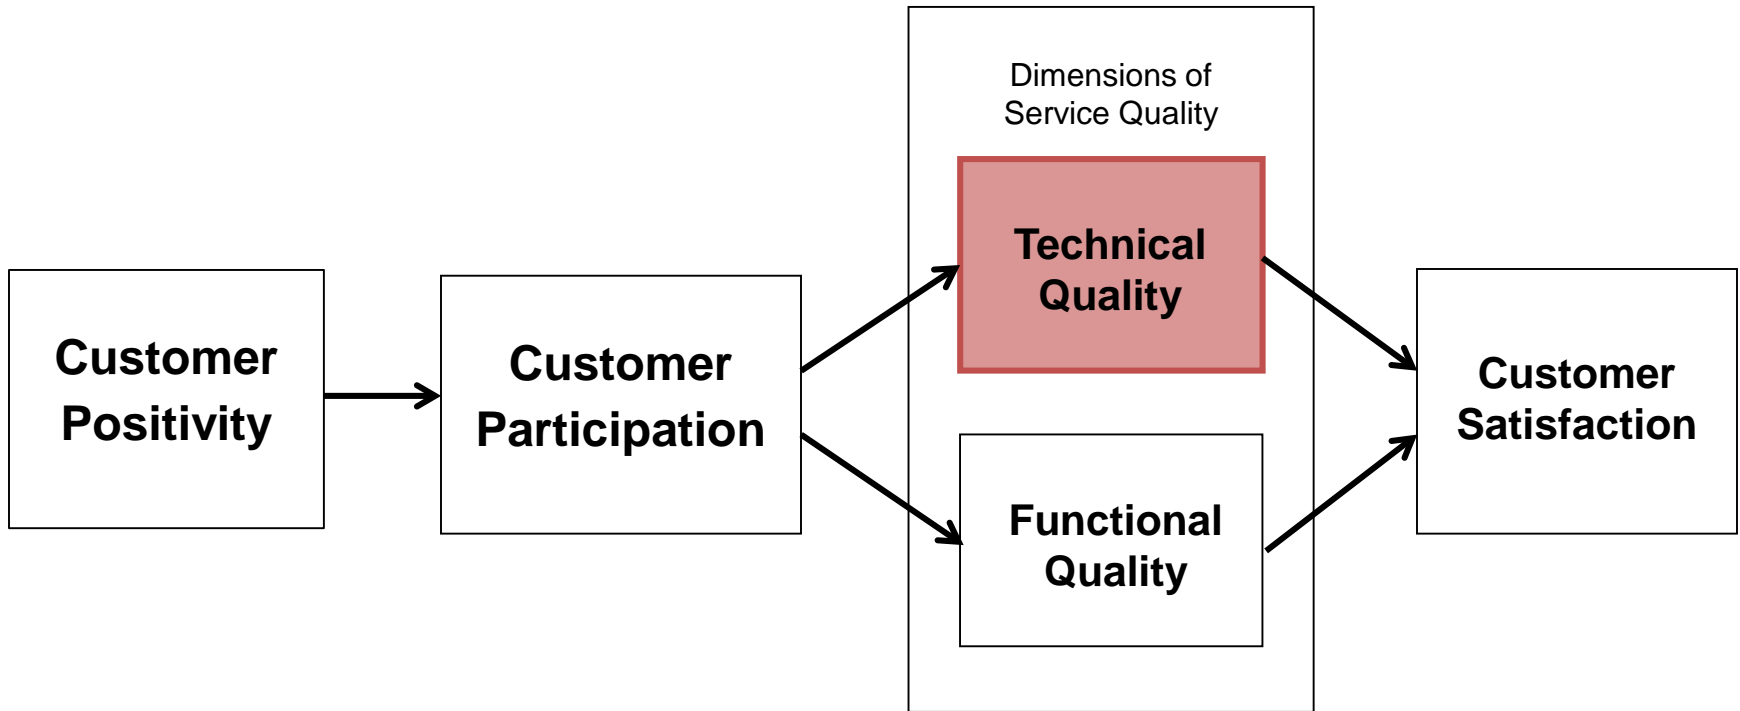 Dimensions of
Service Quality
Technical
Quality
Customer
Positivity
Customer
Participation
Functional
Quality
Customer
Satisfaction